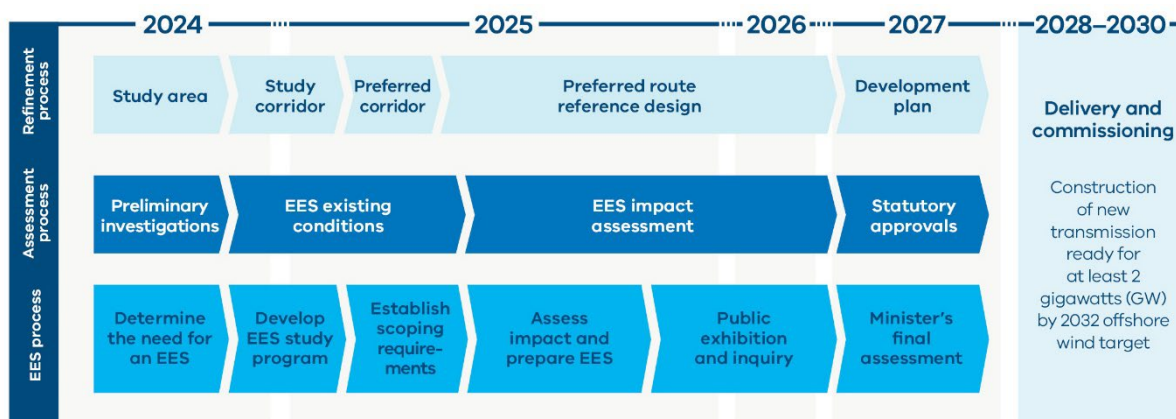 2024
2025
2026
2027
2028–2030
Refinement
process
Study area
Study
corridor
Preferred
corridor
Preferred route
reference design
Development
plan
Assessment
process
Preliminary
investigations
EES existing
conditions
EES impact
assessment
Statutory
approvals
EES process
Determine
the need for
an EES
Develop
EES study
program
Establish
scoping
require-
ments
Assess
impact and
prepare EES
Public
exhibition
and inquiry
Minister's
final
assessment
Delivery and
commissioning
Construction
of new
transmission
ready for
at least 2
gigawatts (GW)
by 2032 offshore
wind target